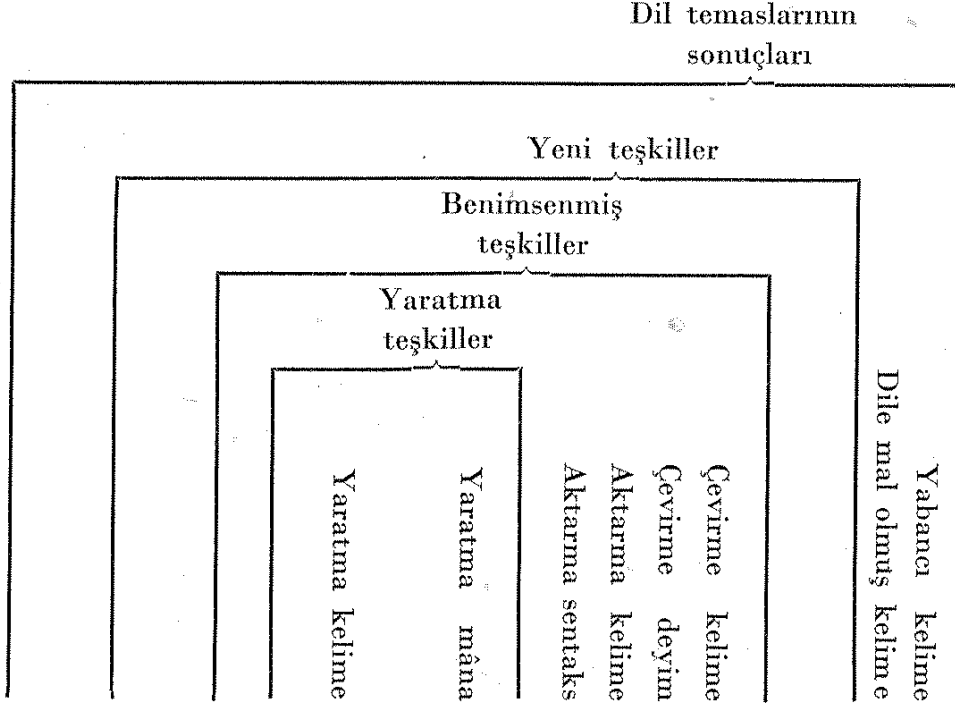 Dil temaslarının
sonuçları
Yeni teşkiller
Benimsenmiş
teşkiller
Yaratma
teşkiller
Yaratma kelime
Yaratma mâna
Aktarma sentaks
Aktarma kelime
Çevirme deyim
Çevirme kelime
Dile mal olmuş kelime
Yabancı kelime